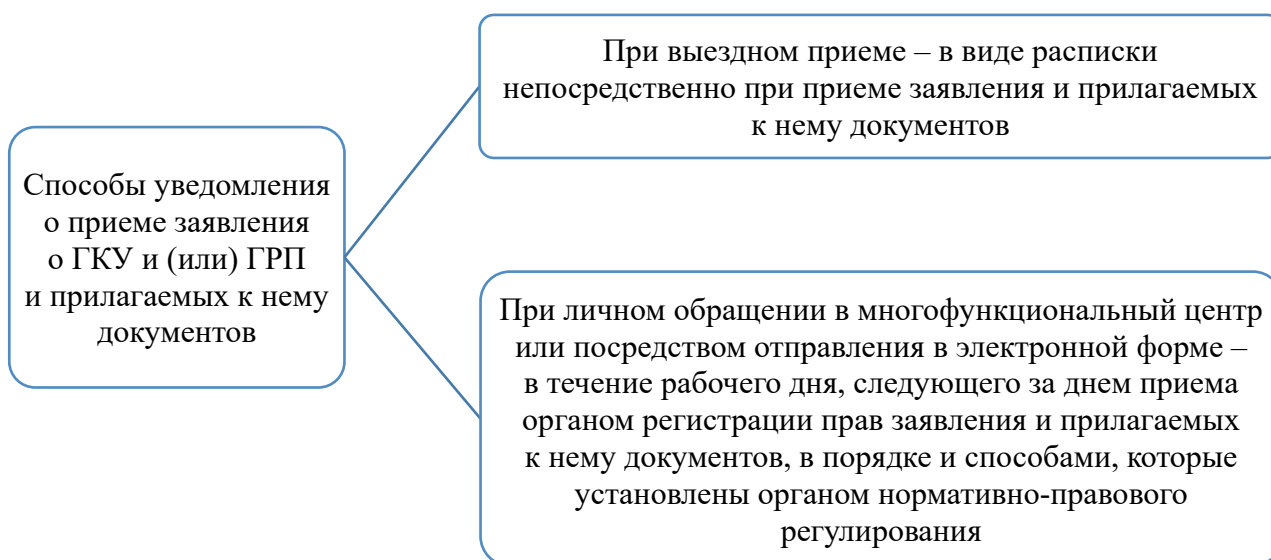 Способы уведомления
о приеме заявления
о ГКУ и (или) ГРП
и прилагаемых к нему
документов
При выездном приеме – в виде расписки
непосредственно при приеме заявления и прилагаемых
к нему документов
При личном обращении в многофункциональный центр
или посредством отправления в электронной форме –
в течение рабочего дня, следующего за днем приема
органом регистрации прав заявления и прилагаемых
к нему документов, в порядке и способами, которые
установлены органом нормативно-правового
регулирования